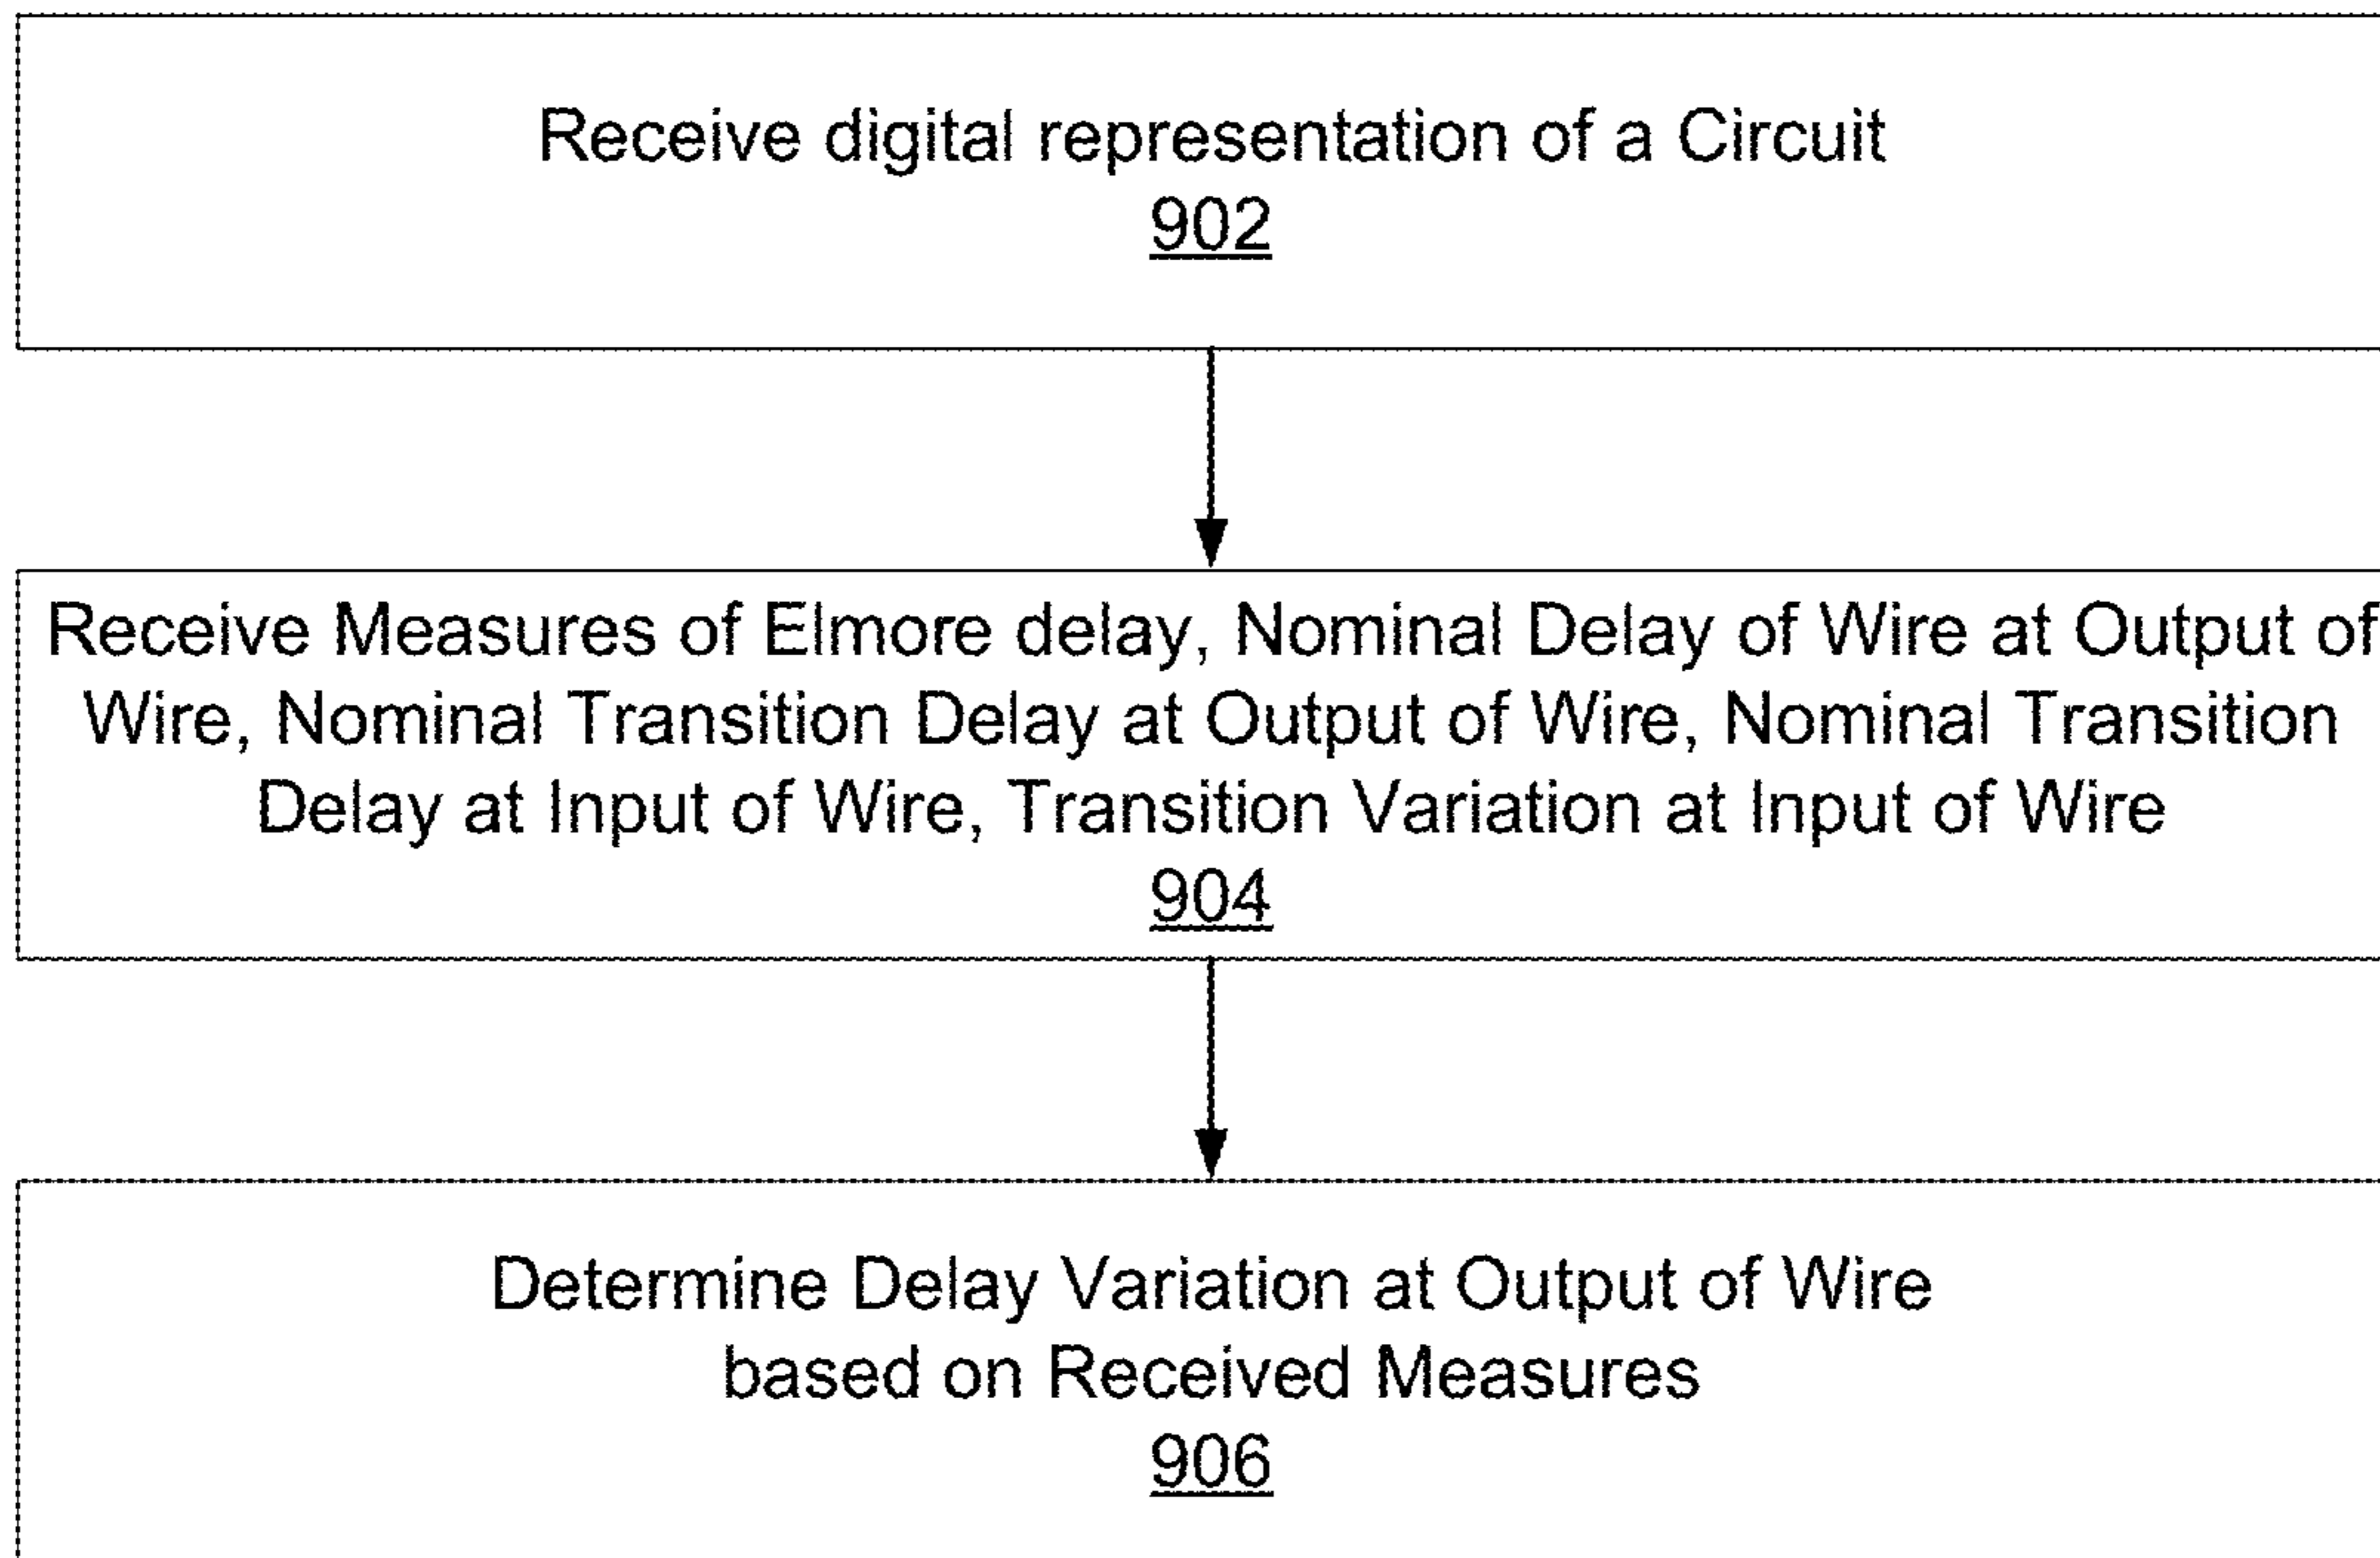 Receive digital representation of a Circuit
902
Receive Measures of Elmore delay, Nominal Delay of Wire at Output of
Wire, Nominal Transition Delay at Output of Wire, Nominal Transition
Delay at Input of Wire, Transition Variation at Input of Wire
904
Determine Delay Variation at Output of Wire
based on Received Measures
906